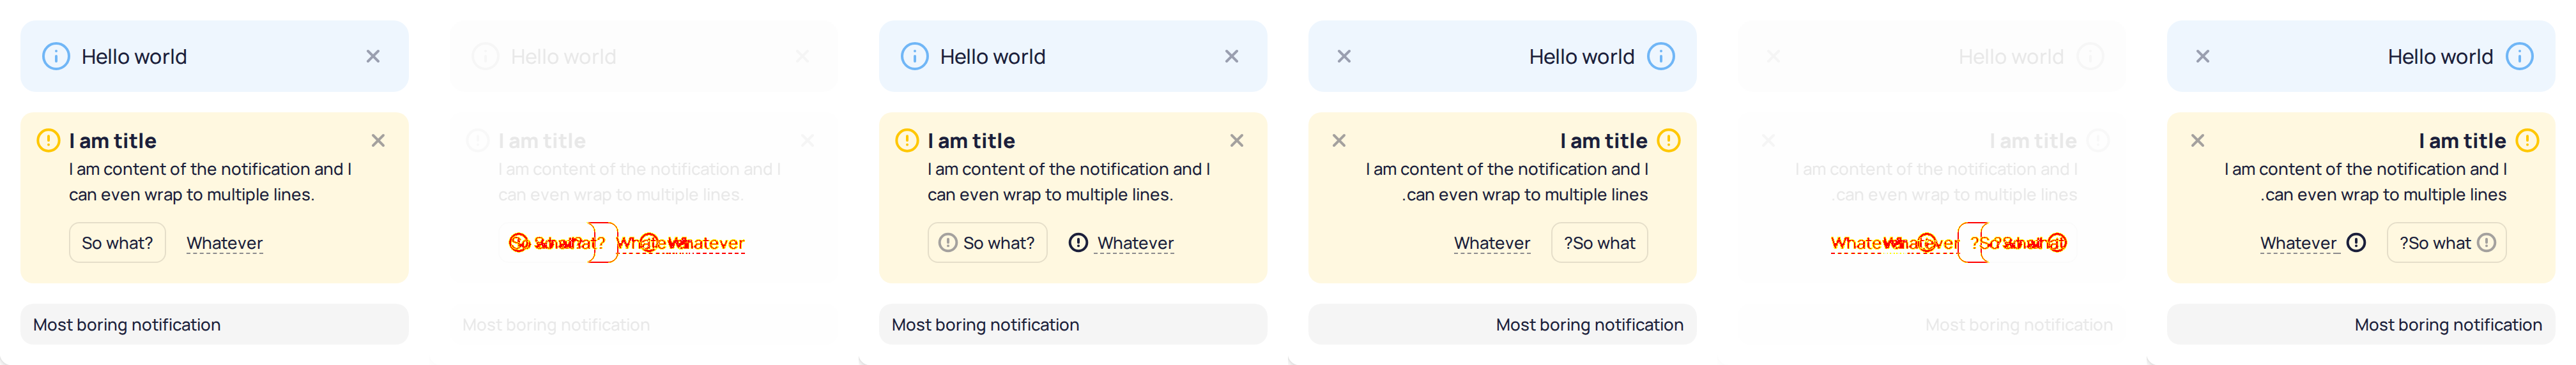 Hello world
I am title
I am content of the notification and I
can even wrap to multiple lines.
So what? Whatever
Most boring notification
Hello world
I am title
I am content of the notification and I
can even wrap to multiple lines.
Most boring notification
Hello world
I am title
I am content of the notification and I
can even wrap to multiple lines.
So what? Whatever
Most boring notification
Hello world
I am title
I am content of the notification and I
.can even wrap to multiple lines
Whatever ?So what
Most boring notification
Hello world
I am title
I am content of the notification and I
.can even wrap to multiple lines
Most boring notification
Hello world
I am title
I am content of the notification and I
.can even wrap to multiple lines
Whatever ?So what
Most boring notification